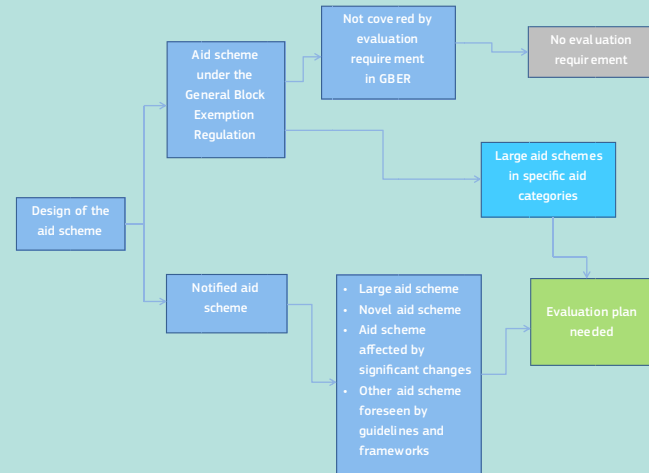 Not covered by
evaluation
requirement
in GBER
No evaluation
requirement
Aid scheme
under the
General Block
Exemption
Regulation
Large aid schemes
in specific aid
categories
Design of the
aid scheme
Notified aid
scheme
• Large aid scheme
• Novel aid scheme
• Aid scheme
affected by
significant changes
• Other aid scheme
foreseen by
guidelines and
frameworks
Evaluation plan
needed